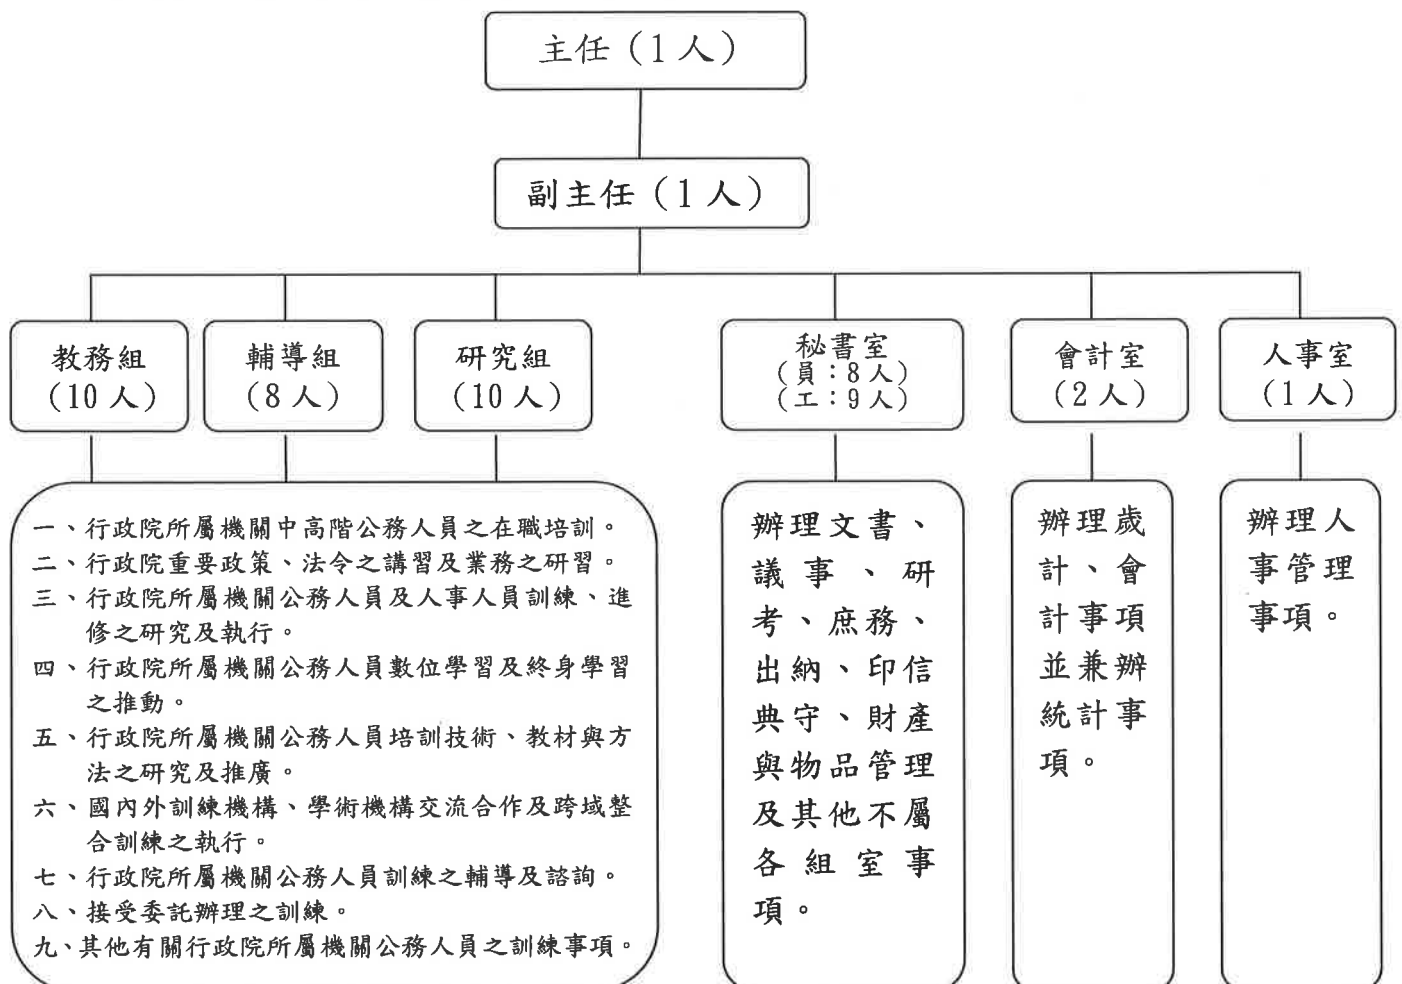 主任（1人）
副主任（1人）
教務組
（10人）
輔導組
（8人）
研究組
（10人）
秘書室
（員：8人）
（工：9人）
會計室
（2人）
人事室
（1人）
一、行政院所屬機關中高階公務人員之在職培訓。
二、行政院重要政策、法令之講習及業務之研習。
三、行政院所屬機關公務人員及人事人員訓練、進
修之研究及執行。
四、行政院所屬機關公務人員數位學習及終身學習
之推動。
五、行政院所屬機關公務人員培訓技術、教材與方
法之研究及推廣。
六、國內外訓練機構、學術機構交流合作及跨域整
合訓練之執行。
七、行政院所屬機關公務人員訓練之輔導及諮詢。
八、接受委託辦理之訓練。
九、其他有關行政院所屬機關公務人員之訓練事項。
辦理文書、
議事、研
考、庶務、
出納、印信
典守、財產
與物品管理
及其他不屬
各組室事
項。
辦理歲
計、會
計事項
並兼辦
統計事
項。
辦理人
事管理
事項。